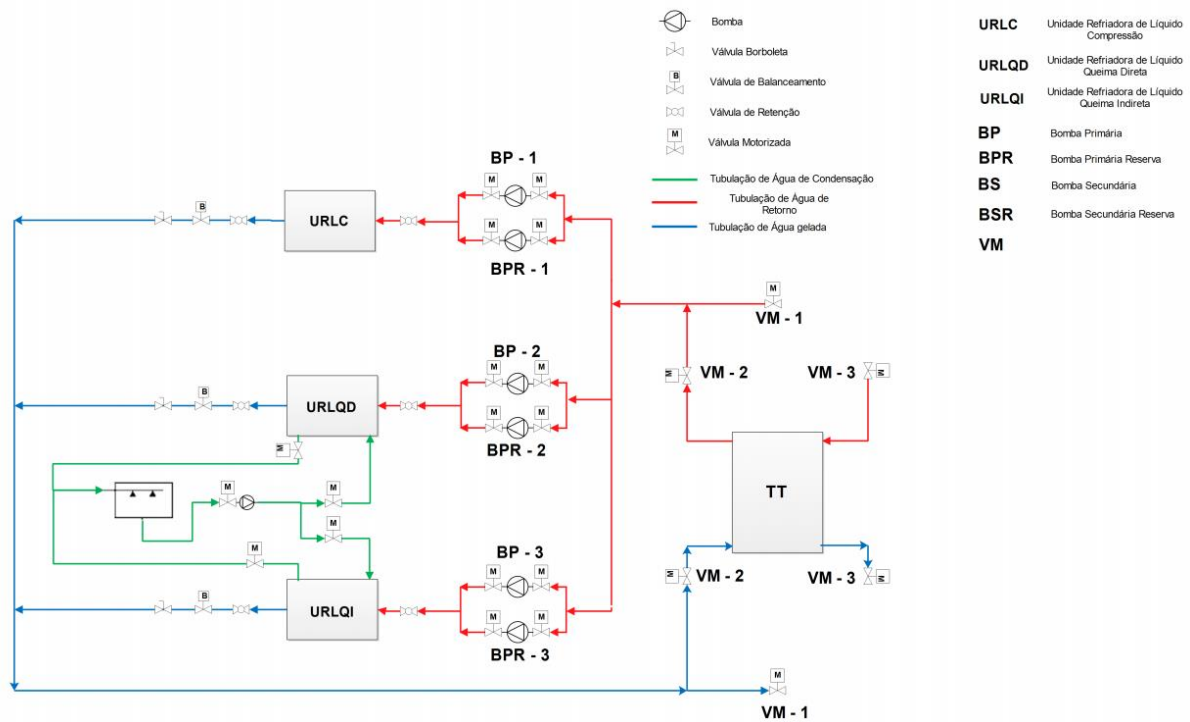 Bomba
Válvula Borboleta
B
Válvula de Balanceamento
Válvula de Retenção
M
Válvula Motorizada
Tubulação de Água de Condensação
Tubulação de Água de
Retorno
Tubulação de Água gelada
URLC
Unidade Refriadora de Líquido
Compressão
URLQD
Unidade Refriadora de Líquido
Queima Direta
URLQI
Unidade Refriadora de Líquido
Queima Indireta
BP
Bomba Primária
BPR
Bomba Primária Reserva
BS
Bomba Secundária
BSR
Bomba Secundária Reserva
VM
BP - 1
M
M
B
URLC
M
M
BPR - 1
M
VM - 1
BP - 2
M
M
M
VM - 2
VM - 3
M
B
URLQD
M
M
BPR - 2
M
M
M
TT
M
M
BP - 3
M
M
M
VM - 2
VM - 3
M
B
URLQI
M
M
BPR - 3
M
VM - 1